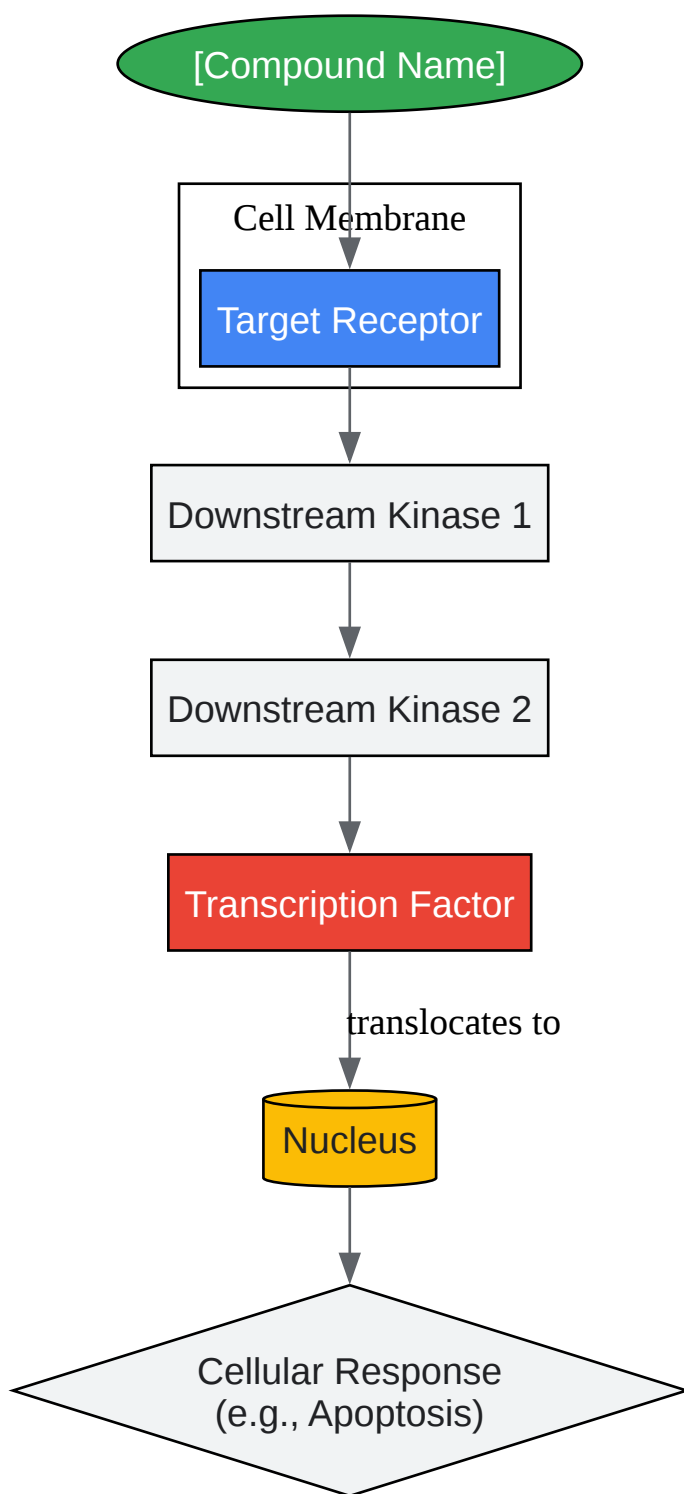 [Compound Name]
Cell Membrane
Target Receptor
Downstream Kinase 1
Downstream Kinase 2
Transcription Factor
translocates to
Nucleus
Cellular Response
(e.g., Apoptosis)